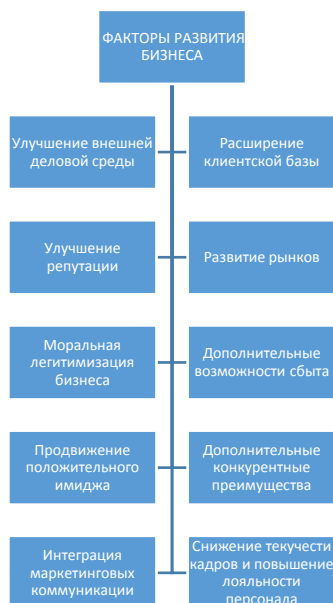 ФАКТОРЫ РАЗВИТИЯ
БИЗНЕСА
Улучшение внешней
деловой среды
Расширение
клиентской базы
Улучшение
репутации
Развитие рынков
Моральная
легитимизация
бизнеса
Дополнительные
возможности сбыта
Продвижение
положительного
имиджа
Дополнительные
конкурентные
преимущества
Интеграция
маркетинговых
коммуникации
Снижение текучести
кадров и повышение
лояльности
персонала